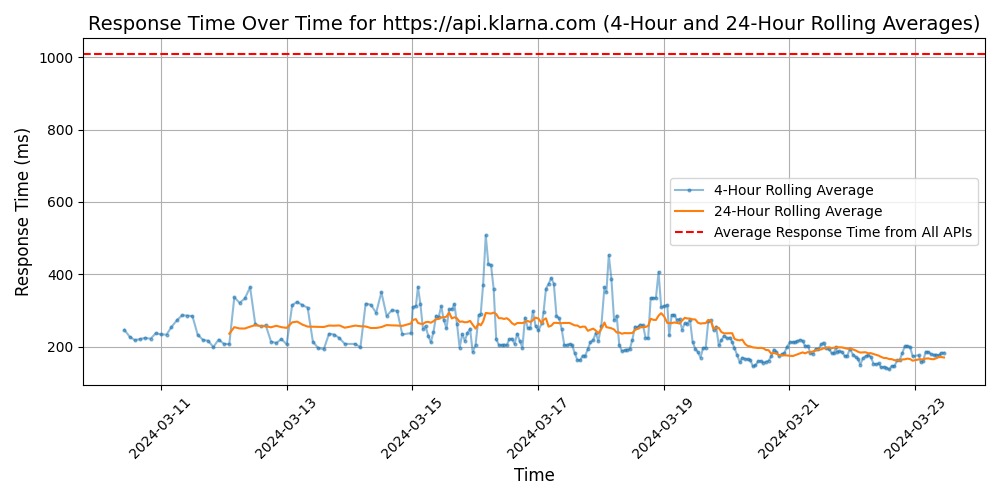 Response Time Over Time for https://api.klarna.com (4-Hour and 24-Hour Rolling Averages)
Response Time (ms)
1000
800
600
400
200
4-Hour Rolling Average
24-Hour Rolling Average
Average Response Time from All APIs
2024-03-11
2024-03-13
2024-03-15
2024-03-17
2024-03-19
2024-03-21
2024-03-23
Time